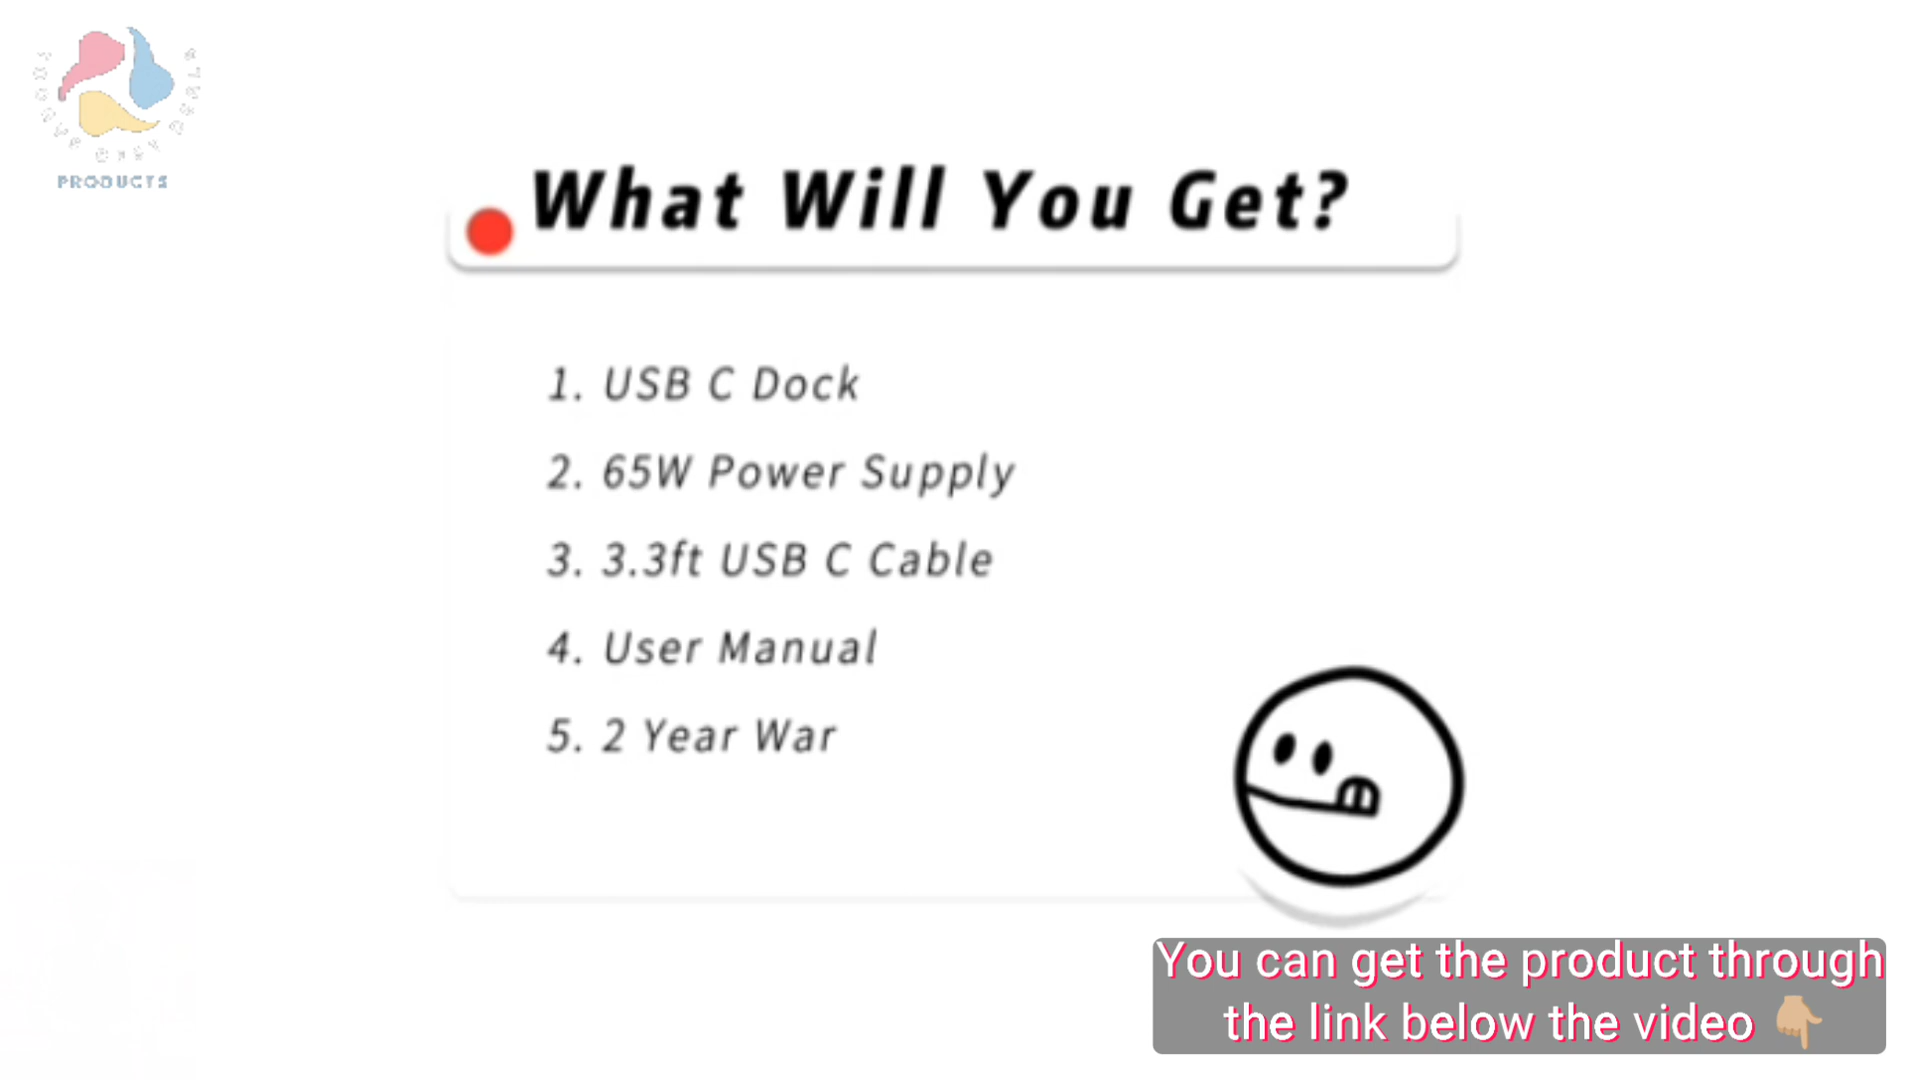 PRODUCTS
What Will You Get?
1. USB C Dock
2. 65W Power Supply
3. 3.3ft USB C Cable
4. User Manual
5. 2 Year War
You can get the product through
the link below the video 👇🏼